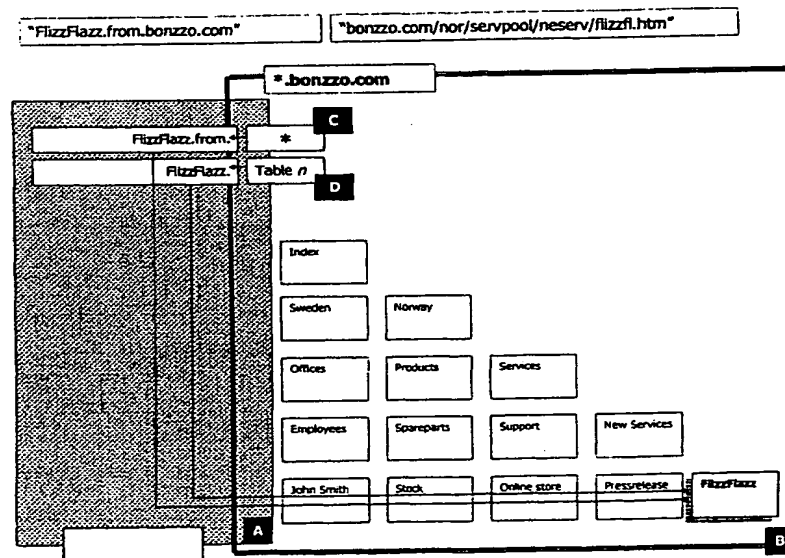 "FlizzFlazz.from.bonzzo.com" "bonzzo.com/nor/servpool/neserv/flizzfl.htm"
*.bonzzo.com
C
FlizzFlazz.from. *
FlizzFlazz. Table n
D
Index
Sweden Norway
Offices Products Services
Employees Spareparts Support New Services
John Smith Stock Online store Pressrelease FlizzFlazz
A
B